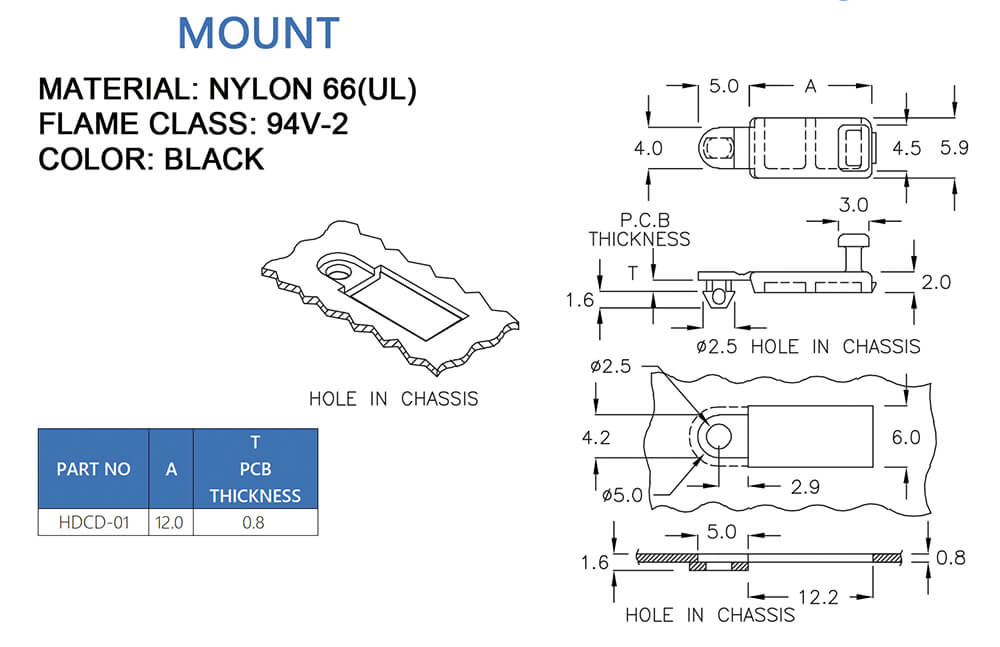 MOUNT
MATERIAL: NYLON 66(UL)
FLAME CLASS: 94V-2
COLOR: BLACK
5.0
A
4.0
4.5
5.9
3.0
P.C.B
THICKNESS
T
2.0
1.6
ø2.5 HOLE IN CHASSIS
ø2.5
HOLE IN CHASSIS
4.2
6.0
ø5.0
2.9
PART NO
A
T
PCB
THICKNESS
HDCD-01
12.0
0.8
5.0
1.6
0.8
12.2
HOLE IN CHASSIS